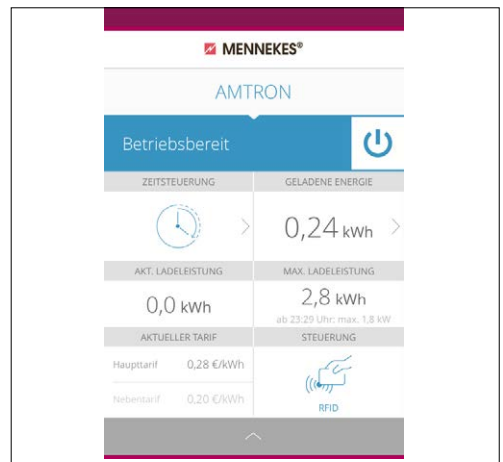 MENNEKES®
AMTRON
Betriebsbereit
ZEITSTEUERUNG
GELADENE ENERGIE
0,24 kWh
AKT. LADELEISTUNG
MAX. LADELEISTUNG
0,0 kWh
2,8 kWh
ab 23:29 Uhr: max. 1,8 kW
AKTUELLER TARIF
STEUERUNG
Haupttarif 0,28 €/kWh
Nebentarif 0,20 €/kWh
RFID